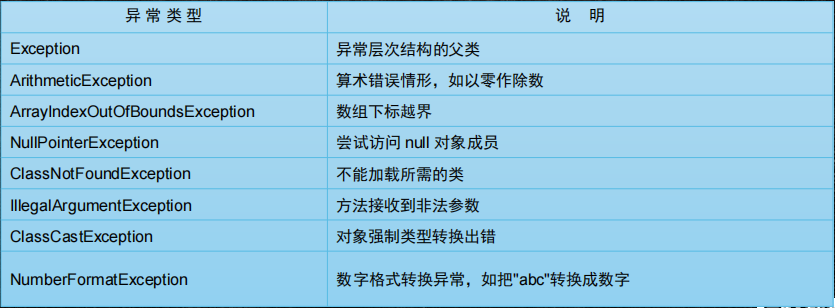 异 常 类 型 说 明
Exception 异常层次结构的父类
ArithmeticException 算术错误情形，如以零作除数
ArrayIndexOutOfBoundsException 数组下标越界
NullPointerException 尝试访问 null 对象成员
ClassNotFoundException 不能加载所需的类
IllegalArgumentException 方法接收到非法参数
ClassCastException 对象强制类型转换出错
NumberFormatException 数字格式转换异常，如把"abc"转换成数字